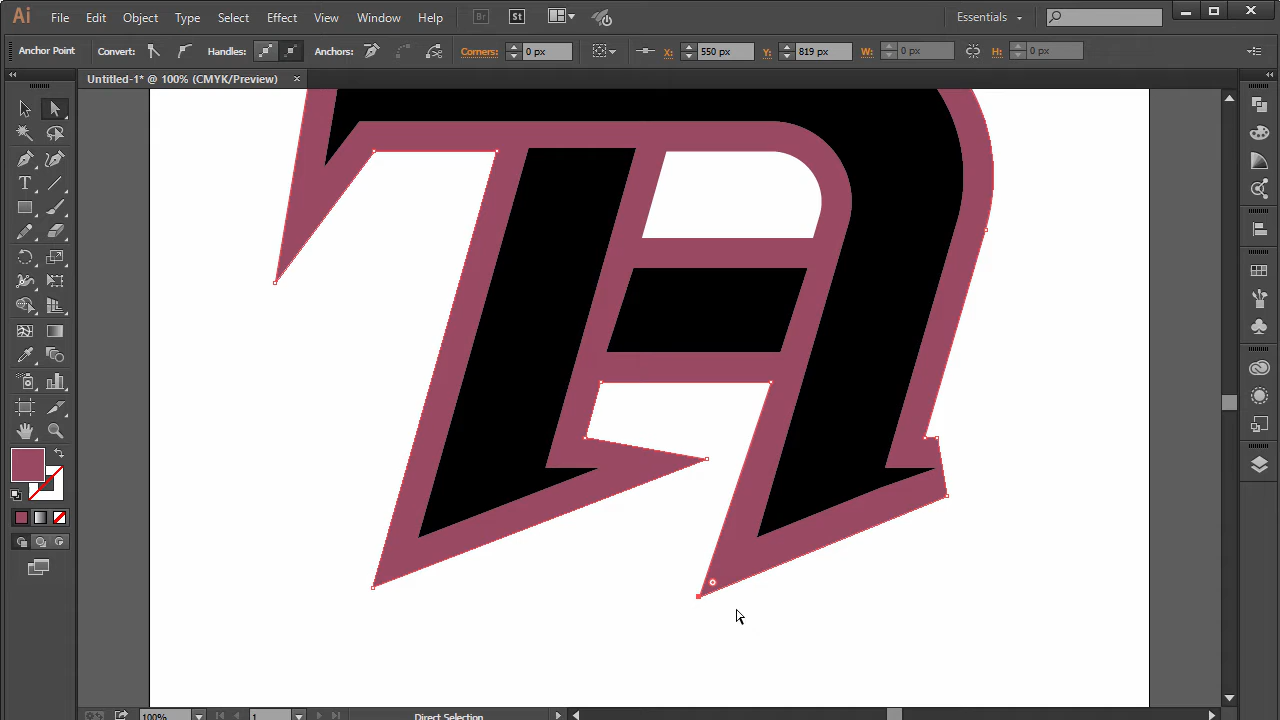 Ai File Edit Object Type Select Effect View Window Help Br St Essentials
Anchor Point Convert: Handles: Anchors: Corners: 0 px X: 550 px Y: 819 px W: 0 px H: 0 px
Untitled-1* @ 100% (CMYK/Preview) ×
T
100% 1 Direct Selection